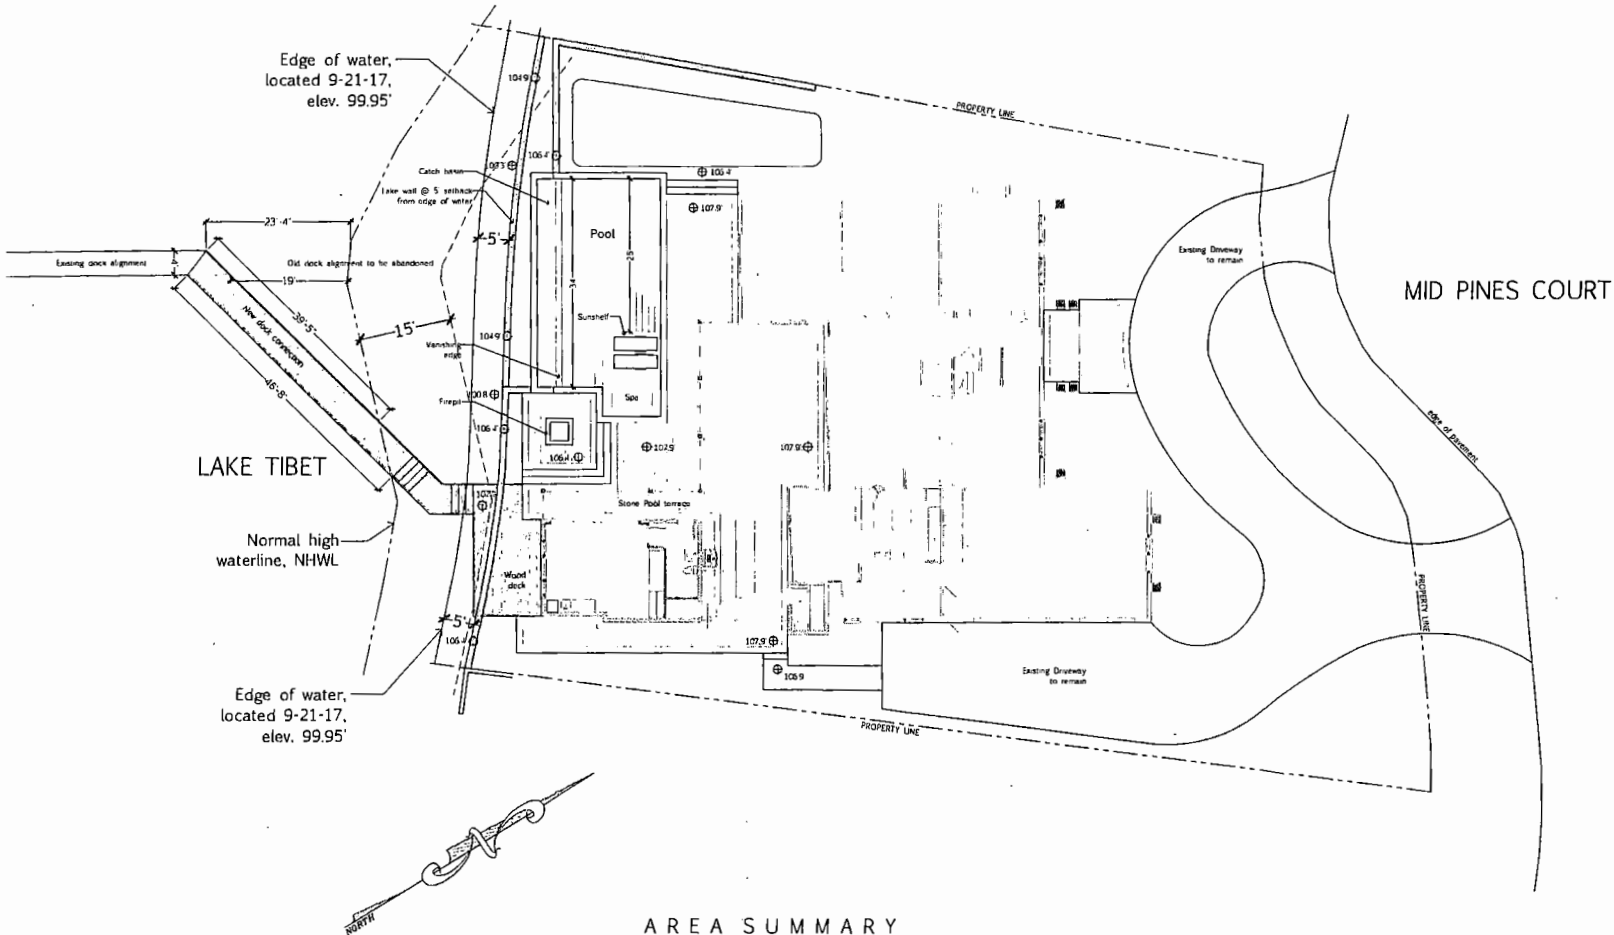 Edge of water,
located 9-21-17,
elev. 99.95'
104.9
PROPERTY LINE
106.4'
Catch basin
Lake wall @ 5' setback
from edge of water
107.9'
23'-4"
5'
Pool
25
34
Existing Driveway
to remain
MID PINES COURT
Existing dock alignment
4'
Old dock alignment to be abandoned
19'
39'-5"
New dock connection
46'-8"
15'
Sunshelf
104.9'
Vanishing
edge
100.8
Firepit
Spa
106.4'
106.4
107.9
107.9'
edge of pavement
LAKE TIBET
Stone Pool terrace
Normal high
waterline, NHWL
Wood
deck
PROPERTY LINE
5'
106.4
107.9'
106.9
Existing Driveway
to remain
Edge of water,
located 9-21-17,
elev. 99.95'
PROPERTY LINE
NORTH
AREA SUMMARY